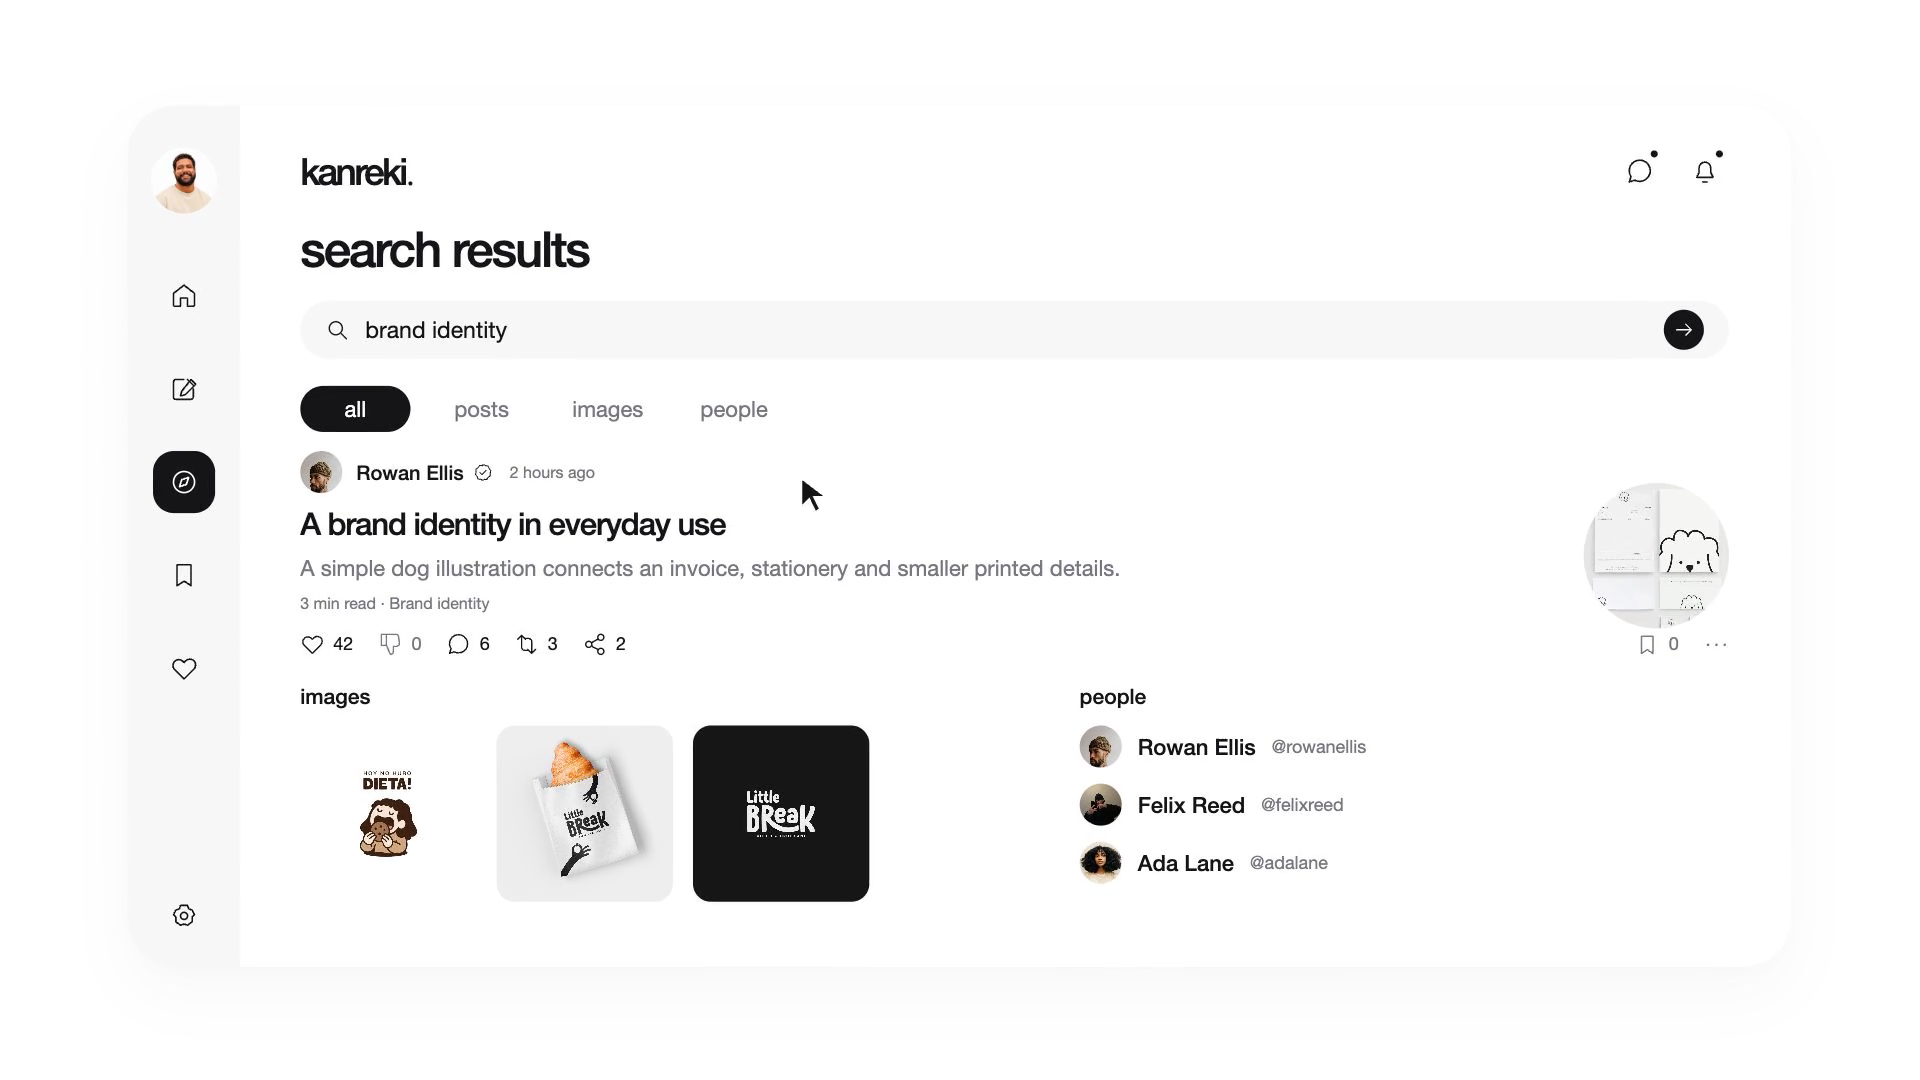 kanreki.
search results
brand identity
all posts images people
Rowan Ellis 2 hours ago
A brand identity in everyday use
A simple dog illustration connects an invoice, stationery and smaller printed details.
3 min read · Brand identity
42 0 6 3 2
0 ...
images
HOY NO HUBO
DIETA!
Little
BReaK
Little
BReaK
people
Rowan Ellis @rowanellis
Felix Reed @felixreed
Ada Lane @adalane